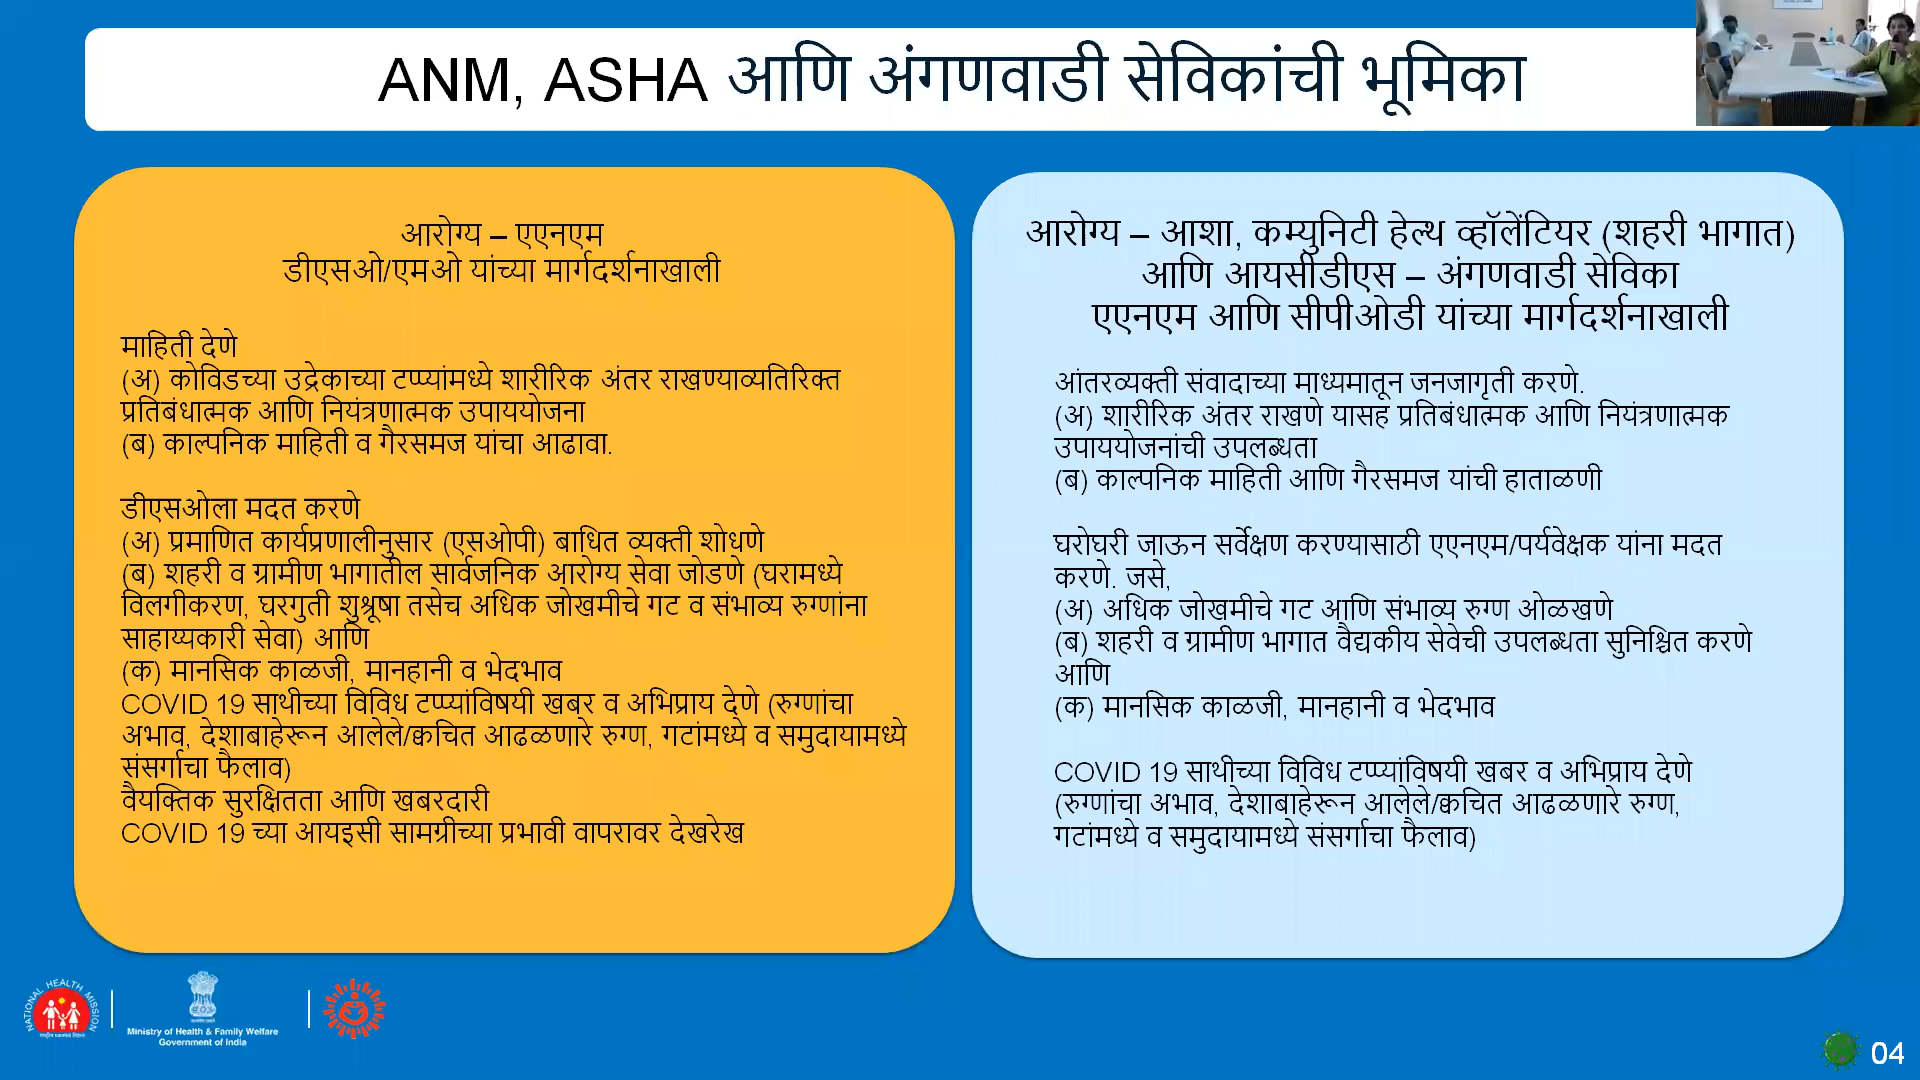 ANM, ASHA आणि अंगणवाडी सेविकांची भूमिका
आरोग्य – एएनएम
डीएसओ/एमओ यांच्या मार्गदर्शनाखाली
माहिती देणे
(अ) कोविडच्या उद्रेकाच्या टप्प्यांमध्ये शारीरिक अंतर राखण्याव्यतिरिक्त
प्रतिबंधात्मक आणि नियंत्रणात्मक उपाययोजना
(ब) काल्पनिक माहिती व गैरसमज यांचा आढावा.
डीएसओला मदत करणे
(अ) प्रमाणित कार्यप्रणालीनुसार (एसओपी) बाधित व्यक्ती शोधणे
(ब) शहरी व ग्रामीण भागातील सार्वजनिक आरोग्य सेवा जोडणे (घरामध्ये
विलगीकरण, घरगुती शुश्रूषा तसेच अधिक जोखमीचे गट व संभाव्य रुग्णांना
साहाय्यकारी सेवा) आणि
(क) मानसिक काळजी, मानहानी व भेदभाव
COVID 19 साथीच्या विविध टप्प्यांविषयी खबर व अभिप्राय देणे (रुग्णांचा
अभाव, देशाबाहेरून आलेले/क्वचित आढळणारे रुग्ण, गटांमध्ये व समुदायामध्ये
संसर्गाचा फैलाव)
वैयक्तिक सुरक्षितता आणि खबरदारी
COVID 19 च्या आयइसी सामग्रीच्या प्रभावी वापरावर देखरेख
आरोग्य – आशा, कम्युनिटी हेल्थ व्हॉलेंटियर (शहरी भागात)
आणि आयसीडीएस – अंगणवाडी सेविका
एएनएम आणि सीपीओडी यांच्या मार्गदर्शनाखाली
आंतरव्यक्ती संवादाच्या माध्यमातून जनजागृती करणे.
(अ) शारीरिक अंतर राखणे यासह प्रतिबंधात्मक आणि नियंत्रणात्मक
उपाययोजनांची उपलब्धता
(ब) काल्पनिक माहिती आणि गैरसमज यांची हाताळणी
घरोघरी जाऊन सर्वेक्षण करण्यासाठी एएनएम/पर्यवेक्षक यांना मदत
करणे. जसे,
(अ) अधिक जोखमीचे गट आणि संभाव्य रुग्ण ओळखणे
(ब) शहरी व ग्रामीण भागात वैद्यकीय सेवेची उपलब्धता सुनिश्चित करणे
आणि
(क) मानसिक काळजी, मानहानी व भेदभाव
COVID 19 साथीच्या विविध टप्प्यांविषयी खबर व अभिप्राय देणे
(रुग्णांचा अभाव, देशाबाहेरून आलेले/क्वचित आढळणारे रुग्ण,
गटांमध्ये व समुदायामध्ये संसर्गाचा फैलाव)
NATIONAL HEALTH MISSION
Ministry of Health & Family Welfare
Government of India
04